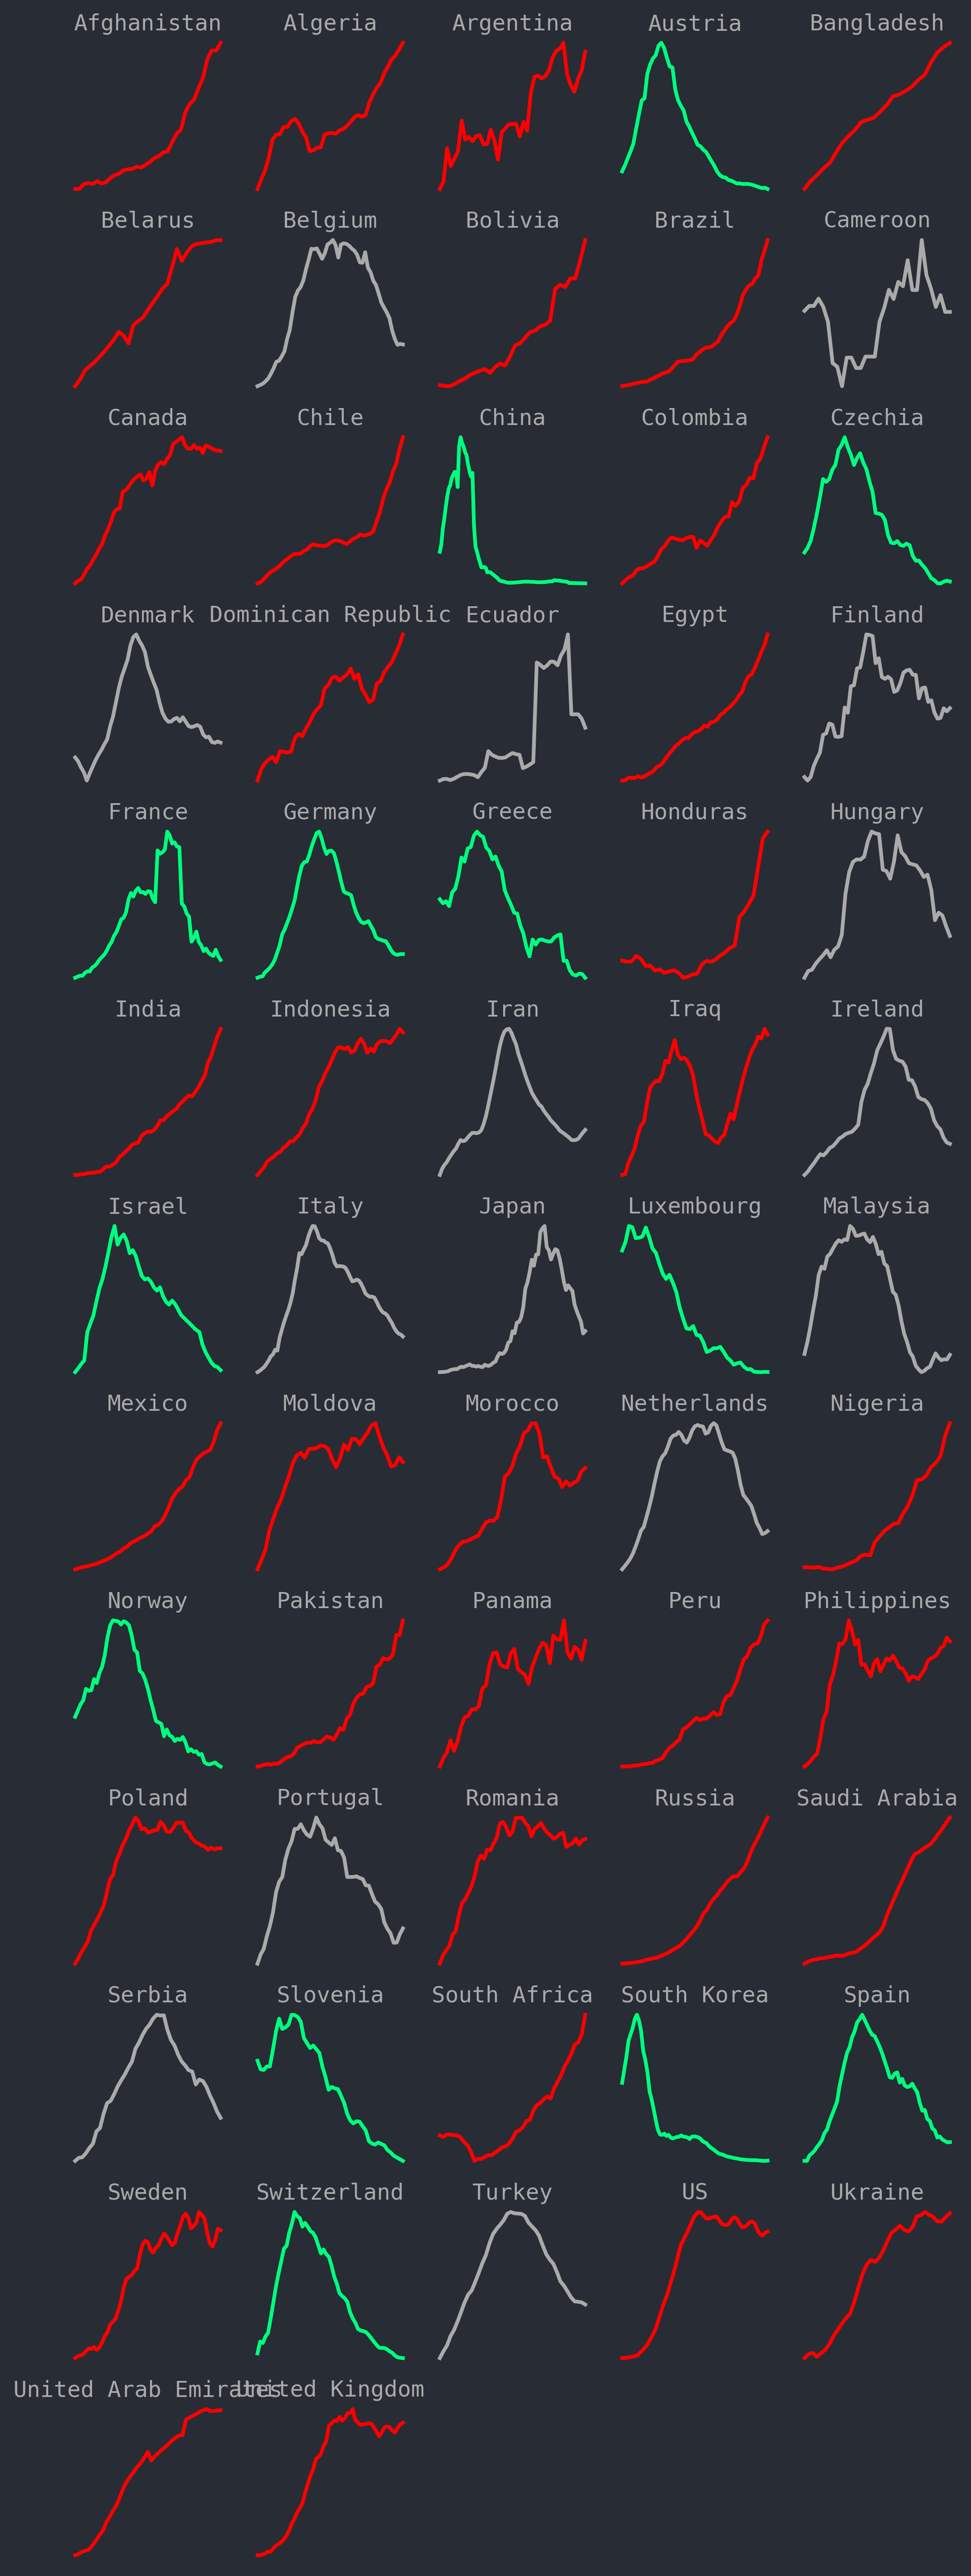 Afghanistan Algeria Argentina Austria Bangladesh
Belarus Belgium Bolivia Brazil Cameroon
Canada Chile China Colombia Czechia
Denmark Dominican Republic Ecuador Egypt Finland
France Germany Greece Honduras Hungary
India Indonesia Iran Iraq Ireland
Israel Italy Japan Luxembourg Malaysia
Mexico Moldova Morocco Netherlands Nigeria
Norway Pakistan Panama Peru Philippines
Poland Portugal Romania Russia Saudi Arabia
Serbia Slovenia South Africa South Korea Spain
Sweden Switzerland Turkey US Ukraine
United Arab Emirates United Kingdom